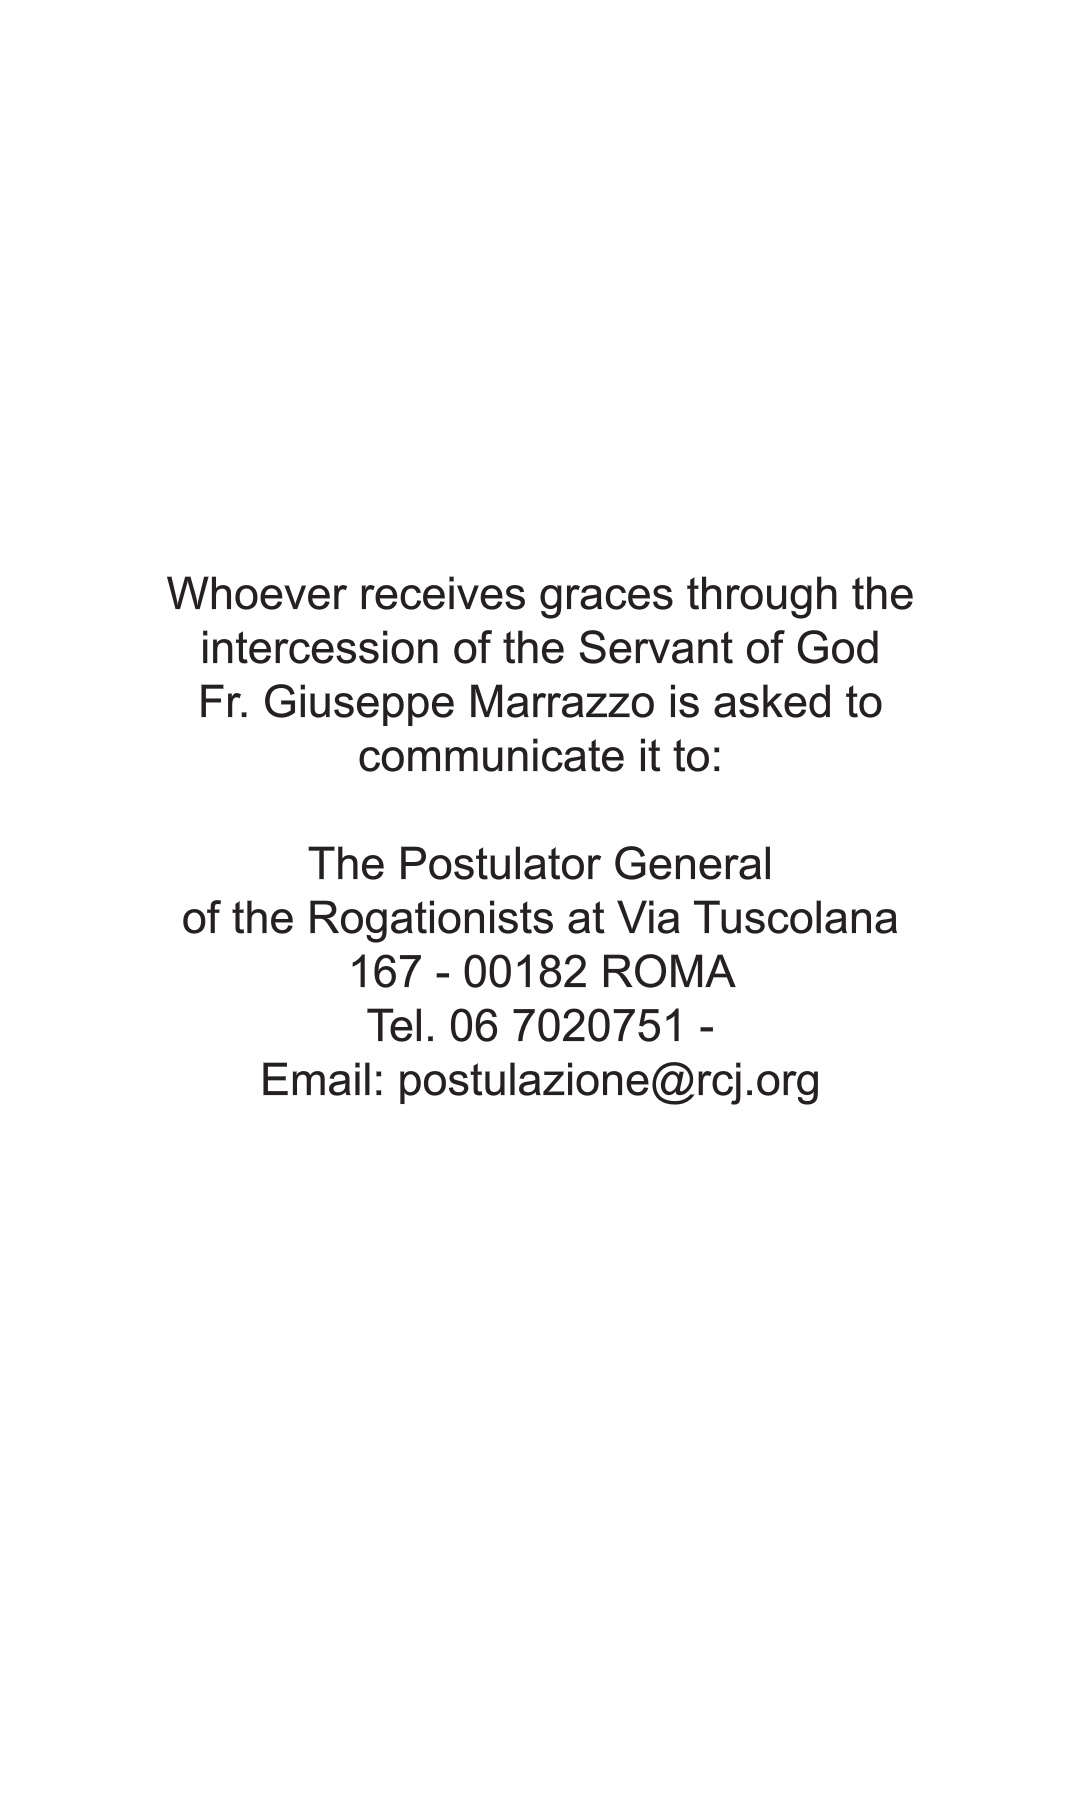 Whoever receives graces through the
intercession of the Servant of God
Fr. Giuseppe Marrazzo is asked to
communicate it to:
The Postulator General
of the Rogationists at Via Tuscolana
167 - 00182 ROMA
Tel. 06 7020751 -
Email: postulazione@rcj.org